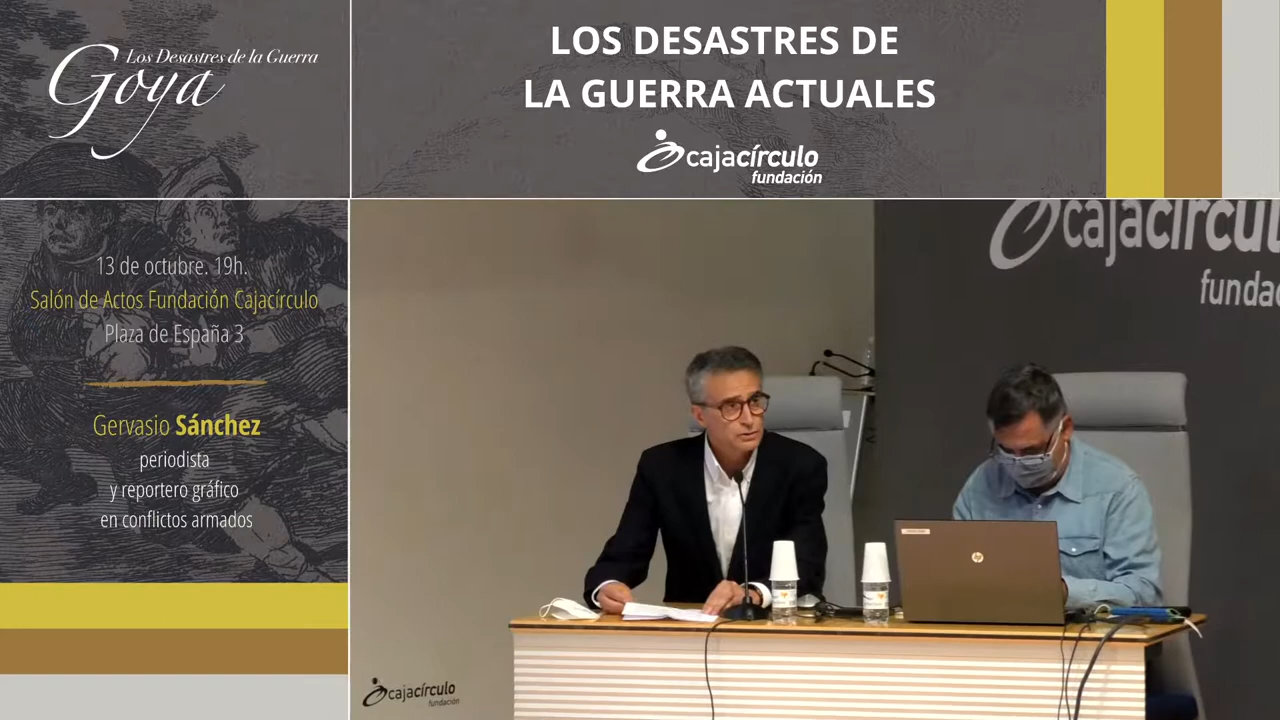 Los Desastres de la Guerra
Goya
LOS DESASTRES DE
LA GUERRA ACTUALES
cajacírculo
fundación
13 de octubre. 19h.
Salón de Actos Fundación Cajacírculo
Plaza de España 3
Gervasio Sánchez
periodista
y reportero gráfico
en conflictos armados
cajacírcul
fundac
hp
cajacírculo
fundación